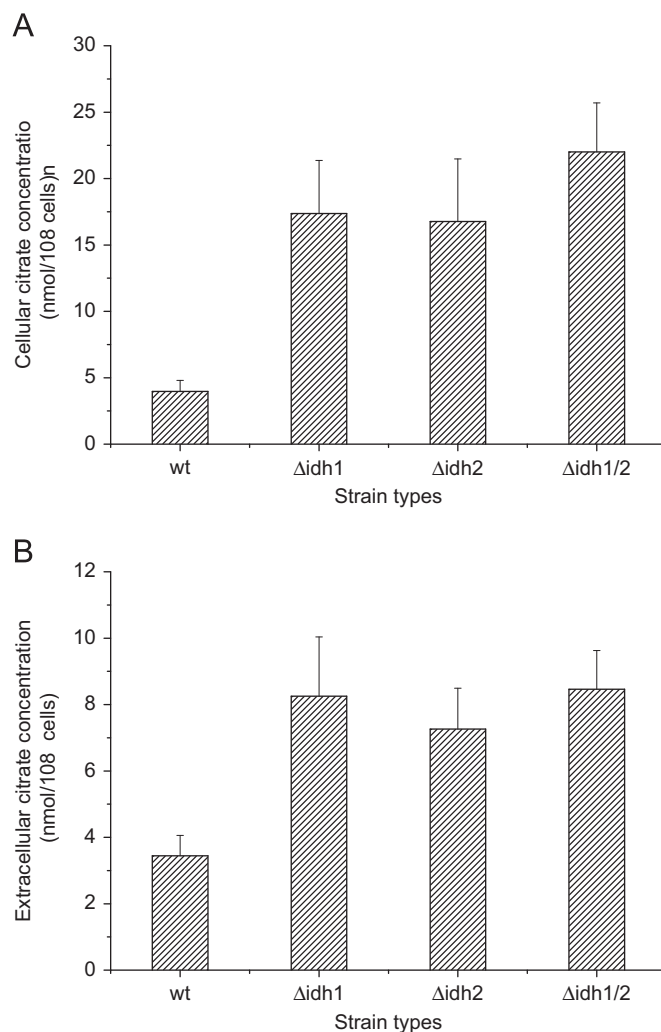 A
30
25
20
15
10
5
0
Cellular citrate concentratio
(nmol/108 cells)n
wt Δidh1 Δidh2 Δidh1/2
Strain types
B
12
10
8
6
4
2
0
Extracellular citrate concentration
(nmol/108 cells)
wt Δidh1 Δidh2 Δidh1/2
Strain types